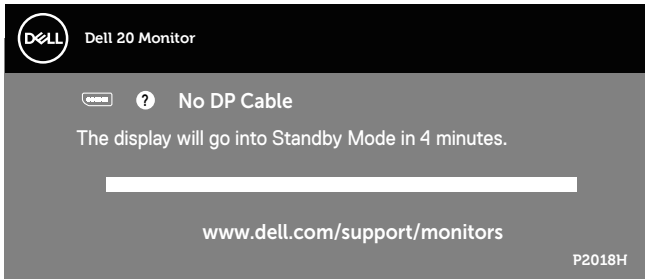 DELL
Dell 20 Monitor
? No DP Cable
The display will go into Standby Mode in 4 minutes.
www.dell.com/support/monitors
P2018H